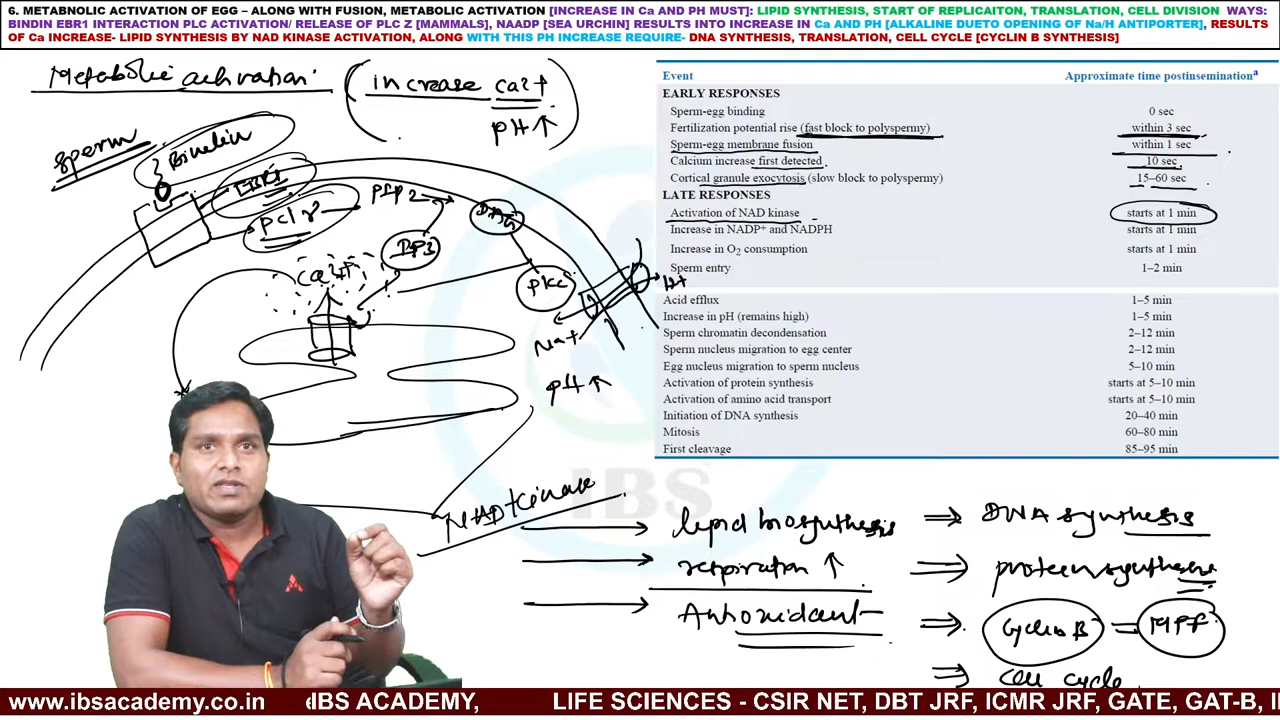 6. METABNOLIC ACTIVATION OF EGG – ALONG WITH FUSION, METABOLIC ACTIVATION [INCREASE IN Ca AND PH MUST]: LIPID SYNTHESIS, START OF REPLICAITON, TRANSLATION, CELL DIVISION WAYS:
BINDIN EBR1 INTERACTION PLC ACTIVATION/ RELEASE OF PLC Z [MAMMALS], NAADP [SEA URCHIN] RESULTS INTO INCREASE IN Ca AND PH [ALKALINE DUETO OPENING OF Na/H ANTIPORTER], RESULTS
OF Ca INCREASE- LIPID SYNTHESIS BY NAD KINASE ACTIVATION, ALONG WITH THIS PH INCREASE REQUIRE- DNA SYNTHESIS, TRANSLATION, CELL CYCLE [CYCLIN B SYNTHESIS]
Metabolic activation
increase Ca2+
PH ↑
sperm
Bindin
EBR1
PLC γ
PIP2
DAG
IP3
Ca2+
PKC
H+
Na+
PH ↑
Event Approximate time postinsemination a
EARLY RESPONSES
Sperm-egg binding 0 sec
Fertilization potential rise (fast block to polyspermy) within 3 sec
Sperm-egg membrane fusion within 1 sec
Calcium increase first detected 10 sec
Cortical granule exocytosis (slow block to polyspermy) 15–60 sec
LATE RESPONSES
Activation of NAD kinase starts at 1 min
Increase in NADP+ and NADPH starts at 1 min
Increase in O2 consumption starts at 1 min
Sperm entry 1–2 min
Acid efflux 1–5 min
Increase in pH (remains high) 1–5 min
Sperm chromatin decondensation 2–12 min
Sperm nucleus migration to egg center 2–12 min
Egg nucleus migration to sperm nucleus 5–10 min
Activation of protein synthesis starts at 5–10 min
Activation of amino acid transport starts at 5–10 min
Initiation of DNA synthesis 20–40 min
Mitosis 60–80 min
First cleavage 85–95 min
IBS
kinase
lipid biosynthesis ⇒ DNA synthesis
respiration ↑ ⇒ protein synthesis
Antioxidant ⇒ Cyclin B = MPF
⇒ cell cycle
www.ibsacademy.co.in IBS ACADEMY, LIFE SCIENCES - CSIR NET, DBT JRF, ICMR JRF, GATE, GAT-B, I